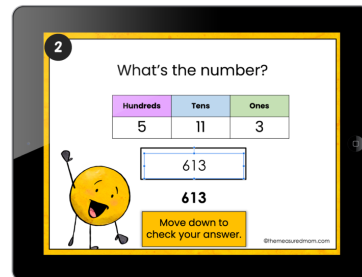 2
What's the number?
Hundreds Tens Ones
5 11 3
613
613
Move down to
check your answer.
©themeasuredmom.com